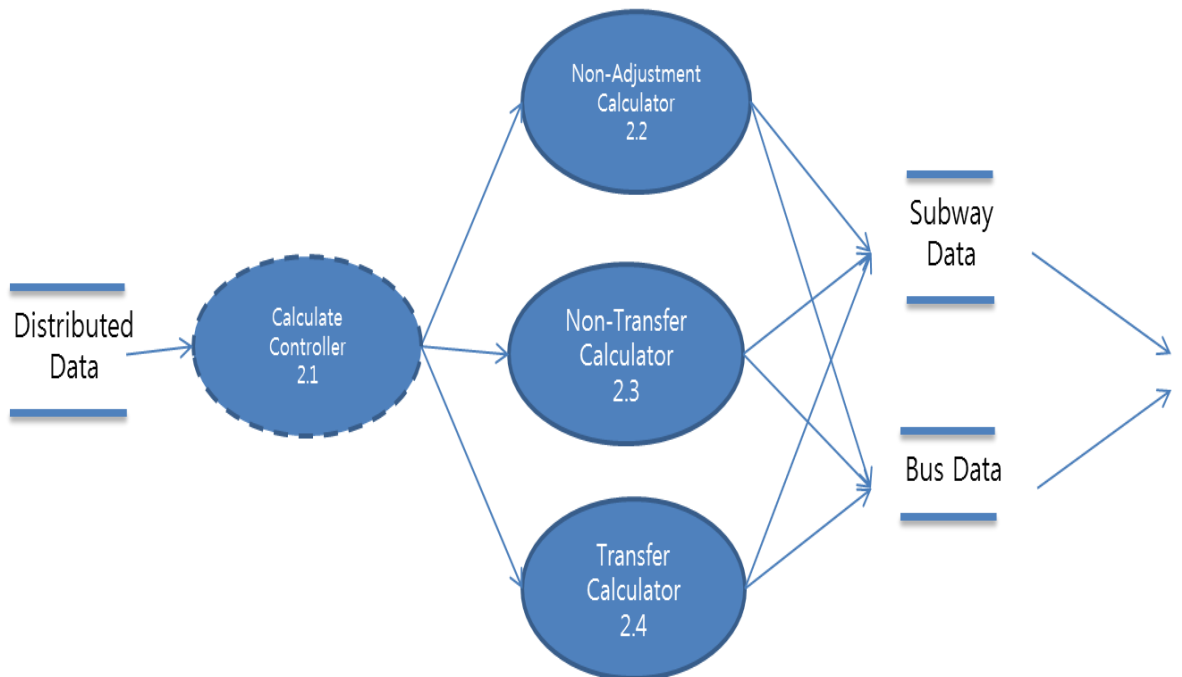 Distributed
Data
Calculate
Controller
2.1
Non-Adjustment
Calculator
2.2
Non-Transfer
Calculator
2.3
Transfer
Calculator
2.4
Subway
Data
Bus Data